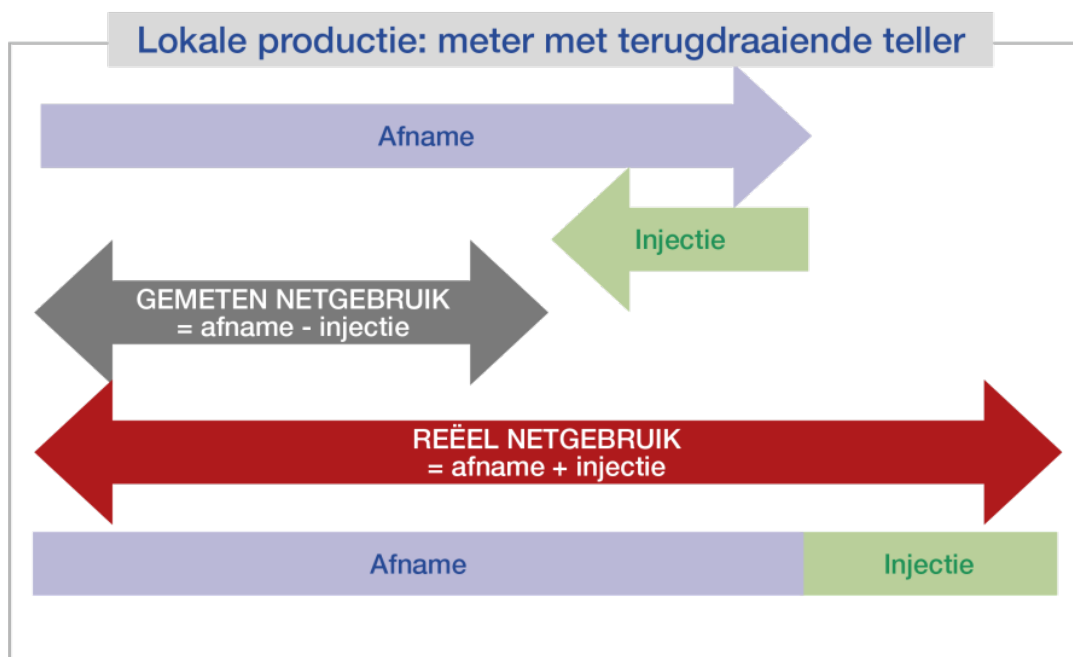 Lokale productie: meter met terugdraaiende teller
Afname
Injectie
GEMETEN NETGEBRUIK
= afname - injectie
REËEL NETGEBRUIK
= afname + injectie
Afname
Injectie